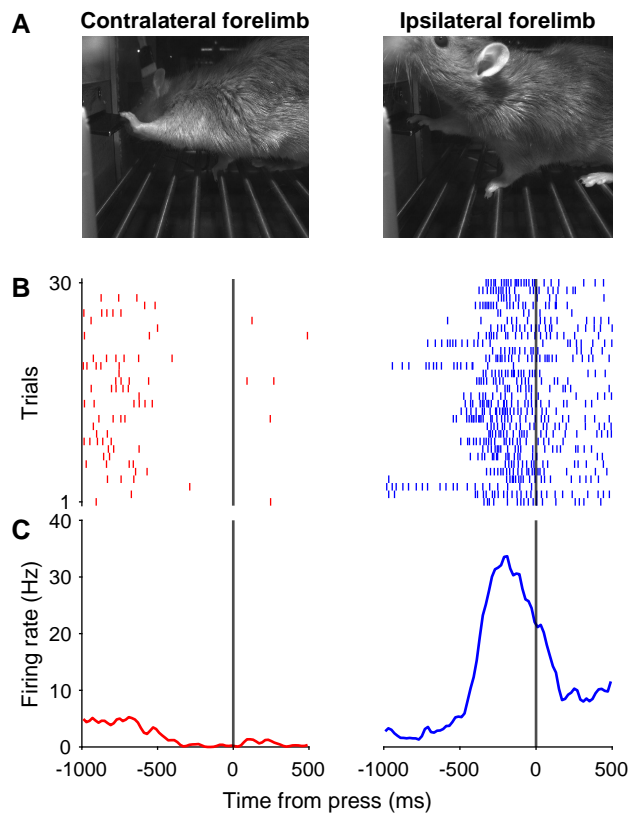 A
Contralateral forelimb
Ipsilateral forelimb
B
30
Trials
1
C
40
30
20
10
0
Firing rate (Hz)
-1000 -500 0 500
-1000 -500 0 500
Time from press (ms)